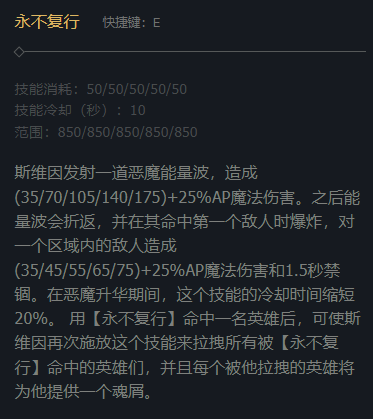 永不复行 快捷键：E
技能消耗：50/50/50/50/50
技能冷却（秒）：10
范围：850/850/850/850/850
斯维因发射一道恶魔能量波，造成
(35/70/105/140/175)+25%AP魔法伤害。之后能
量波会折返，并在其命中第一个敌人时爆炸，对
一个区域内的敌人造成
(35/45/55/65/75)+25%AP魔法伤害和1.5秒禁
锢。在恶魔升华期间，这个技能的冷却时间缩短
20%。 用【永不复行】命中一名英雄后，可使斯
维因再次施放这个技能来拉拽所有被【永不复
行】命中的英雄们，并且每个被他拉拽的英雄将
为他提供一个魂屑。